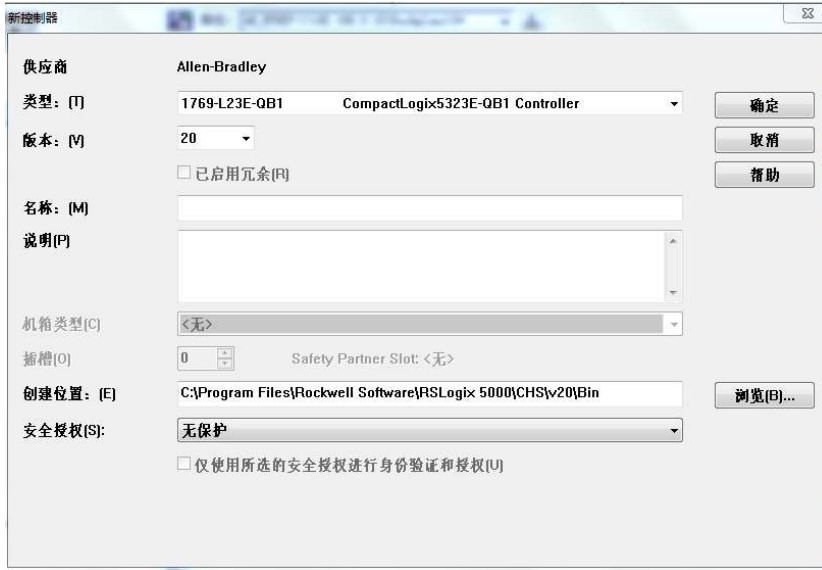 新控制器
供应商 Allen-Bradley
类型：(T) 1769-L23E-QB1 CompactLogix5323E-QB1 Controller 确定
版本：(V) 20 取消
已启用冗余(R) 帮助
名称：(M)
说明(P)
机箱类型(C) <无>
插槽(O) 0 Safety Partner Slot: <无>
创建位置：(E) C:\Program Files\Rockwell Software\RSLogix 5000\CHS\v20\Bin 浏览(B)...
安全授权(S): 无保护
仅使用所选的安全授权进行身份验证和授权(U)